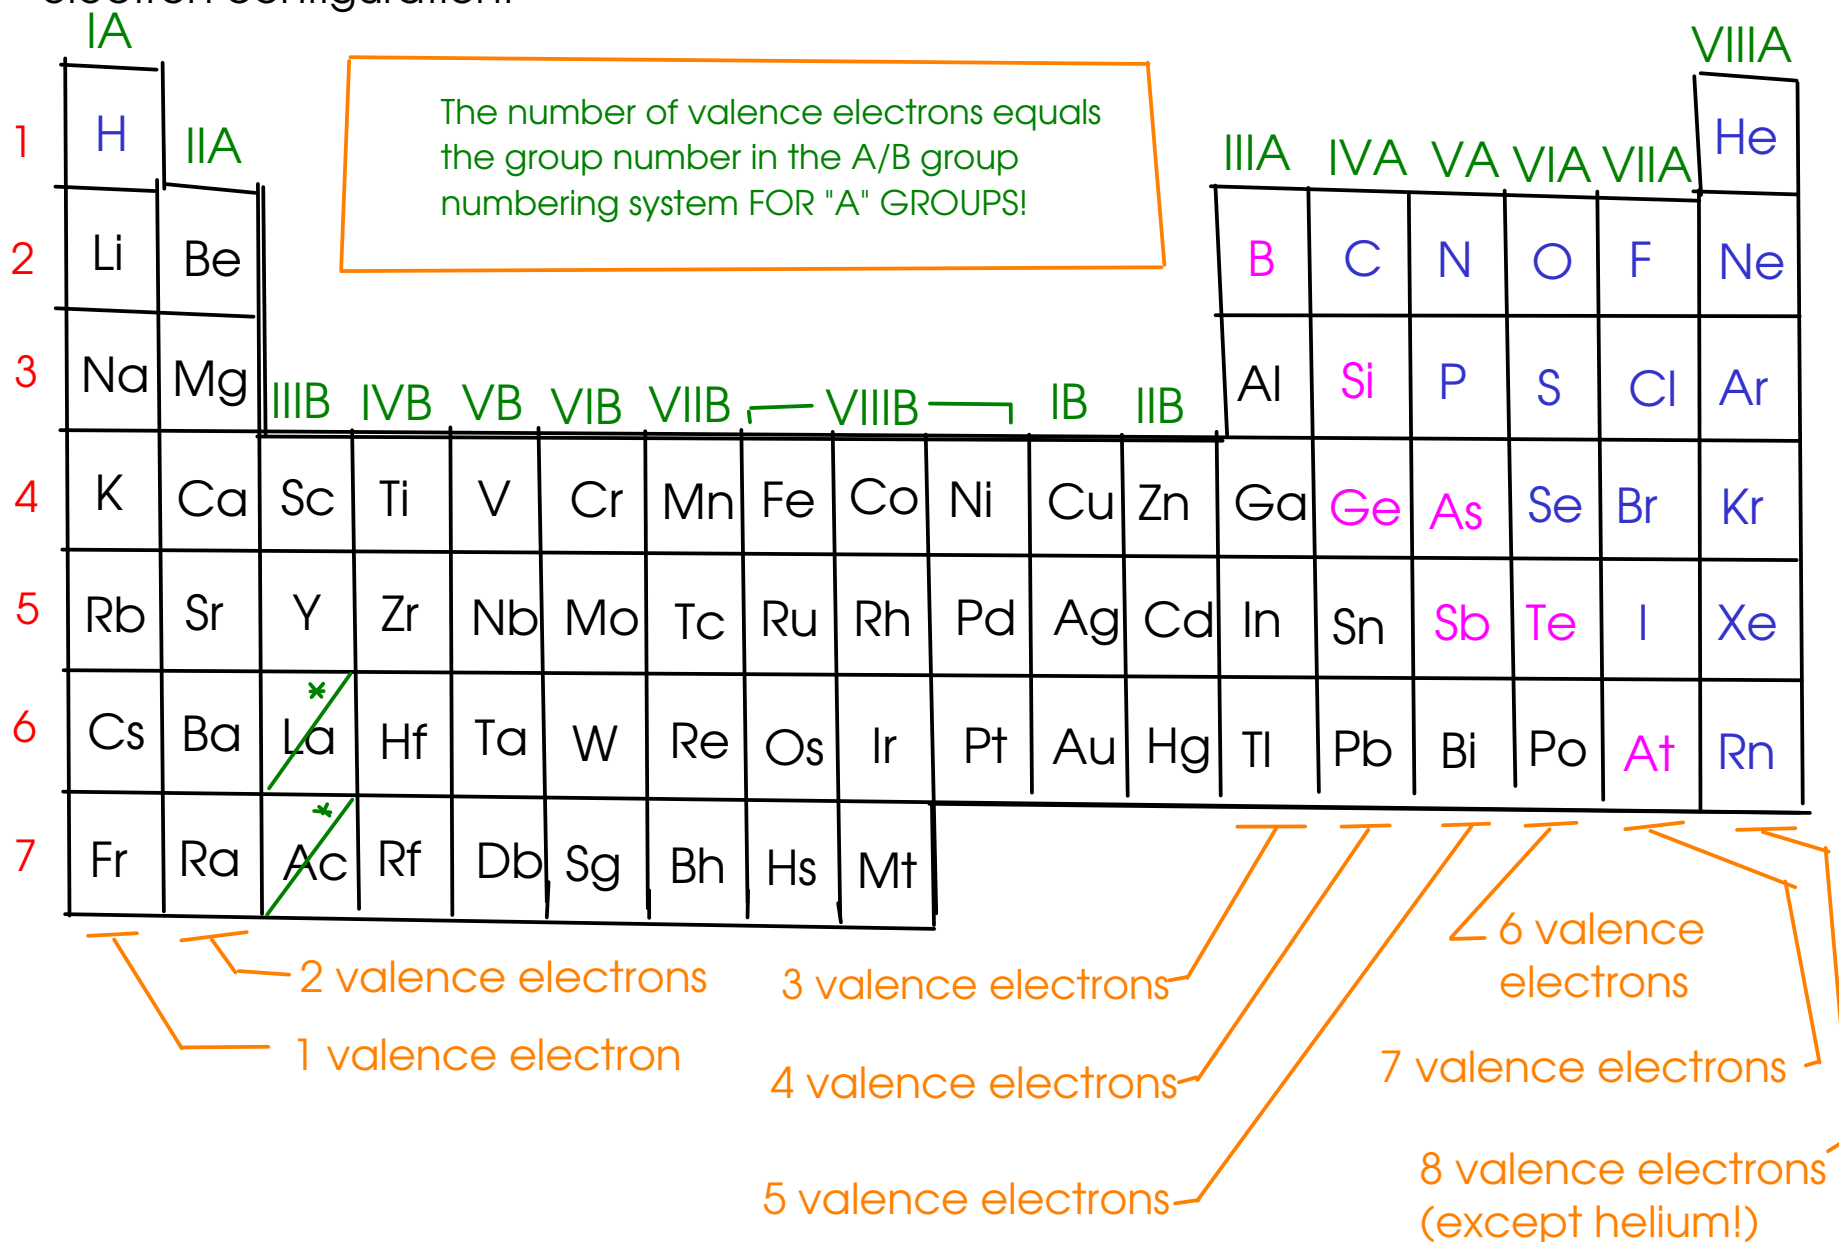 electron configuration.
IA
VIIIA
The number of valence electrons equals
the group number in the A/B group
numbering system FOR "A" GROUPS!
1 H IIA IIIA IVA VA VIA VIIA He
2 Li Be B C N O F Ne
3 Na Mg Al Si P S Cl Ar
IIIB IVB VB VIB VIIB VIIIB IB IIB
4 K Ca Sc Ti V Cr Mn Fe Co Ni Cu Zn Ga Ge As Se Br Kr
5 Rb Sr Y Zr Nb Mo Tc Ru Rh Pd Ag Cd In Sn Sb Te I Xe
*
6 Cs Ba La Hf Ta W Re Os Ir Pt Au Hg Tl Pb Bi Po At Rn
*
7 Fr Ra Ac Rf Db Sg Bh Hs Mt
2 valence electrons
1 valence electron
3 valence electrons
4 valence electrons
5 valence electrons
6 valence
electrons
7 valence electrons
8 valence electrons
(except helium!)